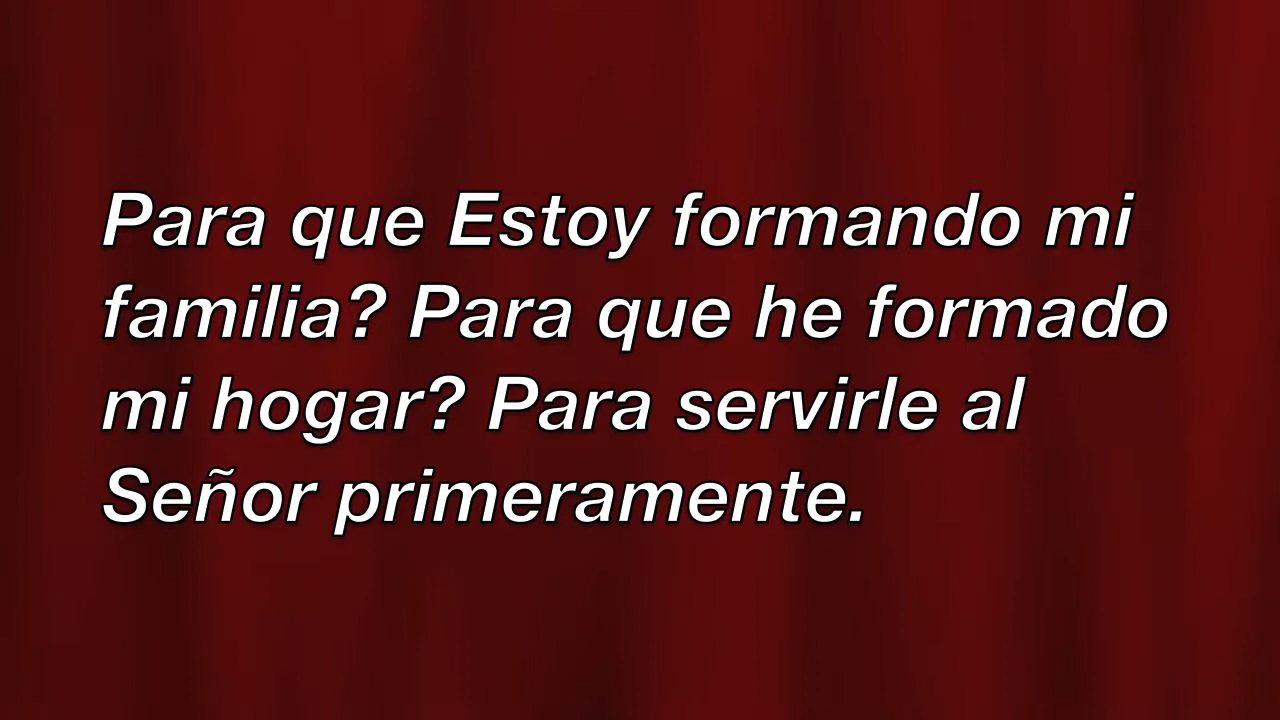 Para que Estoy formando mi
familia? Para que he formado
mi hogar? Para servirle al
Señor primeramente.